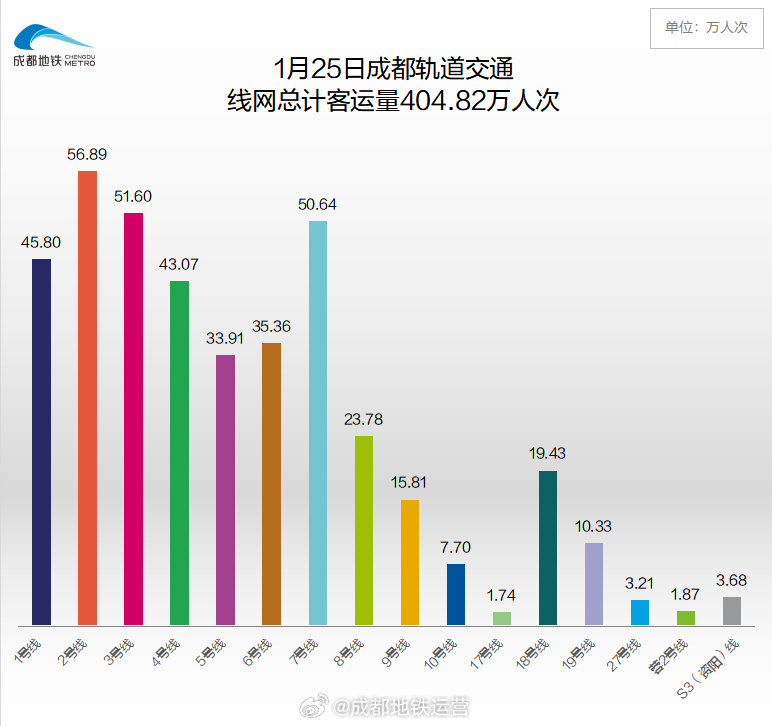 成都地铁 CHENGDU METRO
单位：万人次
1月25日成都轨道交通
线网总计客运量404.82万人次
45.80
56.89
51.60
43.07
33.91
35.36
50.64
23.78
15.81
7.70
1.74
19.43
10.33
3.21
1.87
3.68
1号线
2号线
3号线
4号线
5号线
6号线
7号线
8号线
9号线
10号线
17号线
18号线
19号线
27号线
蓉2号线
S3（资阳）线
@成都地铁运营